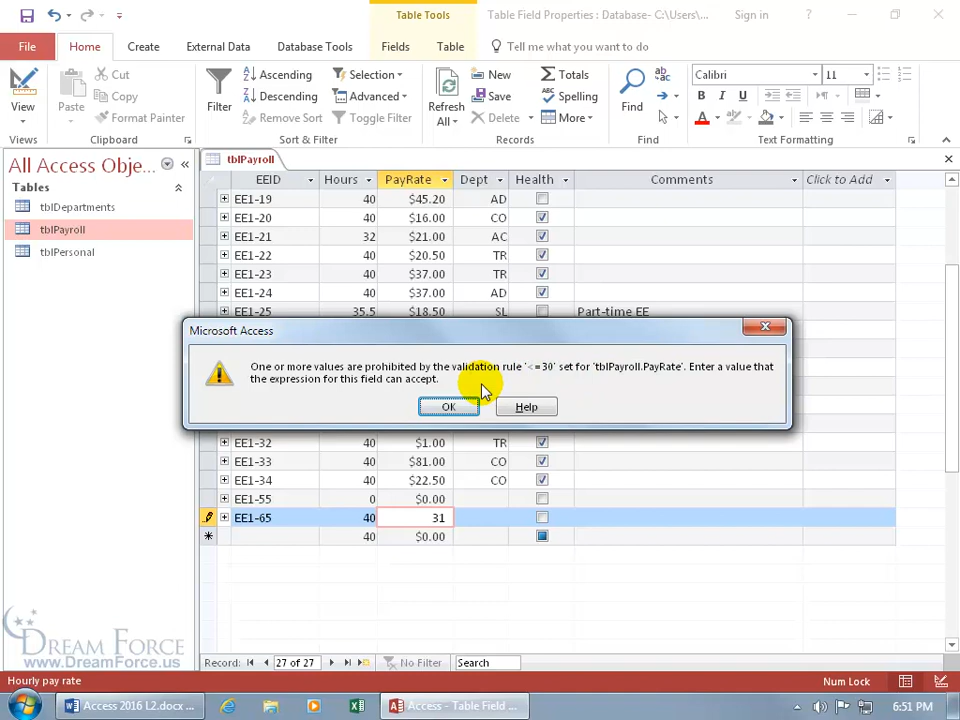 Table Tools
Table Field Properties : Database- C:\Users\...
Sign in
File
Home
Create
External Data
Database Tools
Fields
Table
Tell me what you want to do
View
Views
Paste
Cut
Copy
Format Painter
Clipboard
Filter
Ascending
Descending
Remove Sort
Selection
Advanced
Toggle Filter
Sort & Filter
Refresh
All
New
Save
Delete
Totals
Spelling
More
Records
Find
Find
Calibri
11
B I U
Text Formatting
All Access Obje...
Tables
tblDepartments
tblPayroll
tblPersonal
tblPayroll
EEID Hours PayRate Dept Health Comments Click to Add
EE1-19 40 $45.20 AD
EE1-20 40 $16.00 CO
EE1-21 32 $21.00 AC
EE1-22 40 $20.50 TR
EE1-23 40 $37.00 TR
EE1-24 40 $37.00 AD
EE1-25 35.5 $18.50 SL Part-time EE
Microsoft Access
One or more values are prohibited by the validation rule '<=30' set for 'tblPayroll.PayRate'. Enter a value that
the expression for this field can accept.
OK
Help
EE1-32 40 $1.00 TR
EE1-33 40 $81.00 CO
EE1-34 40 $22.50 CO
EE1-55 0 $0.00
EE1-65 40 31
40 $0.00
DREAM FORCE
www.DreamForce.us
Record: 27 of 27 No Filter Search
Hourly pay rate
Num Lock
Access 2016 L2.docx ...
Access - Table Field ...
6:51 PM